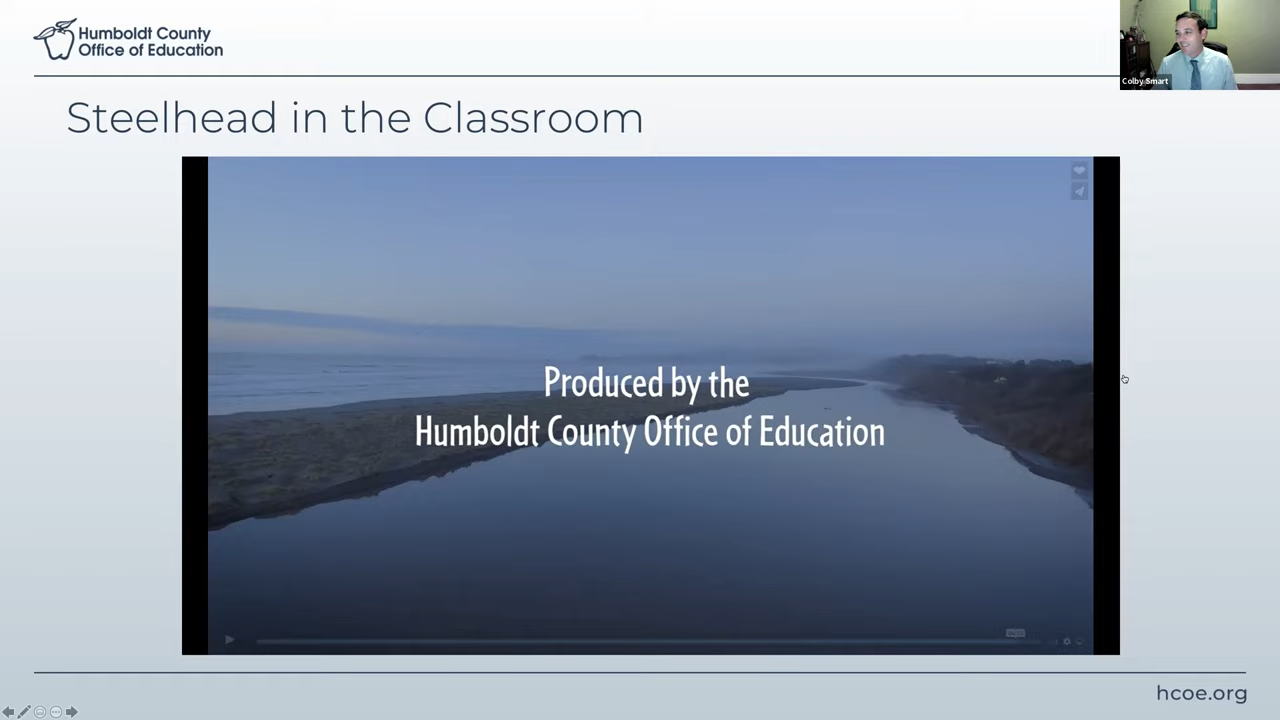 Humboldt County
Office of Education
Colby Smart
Steelhead in the Classroom
Produced by the
Humboldt County Office of Education
hcoe.org